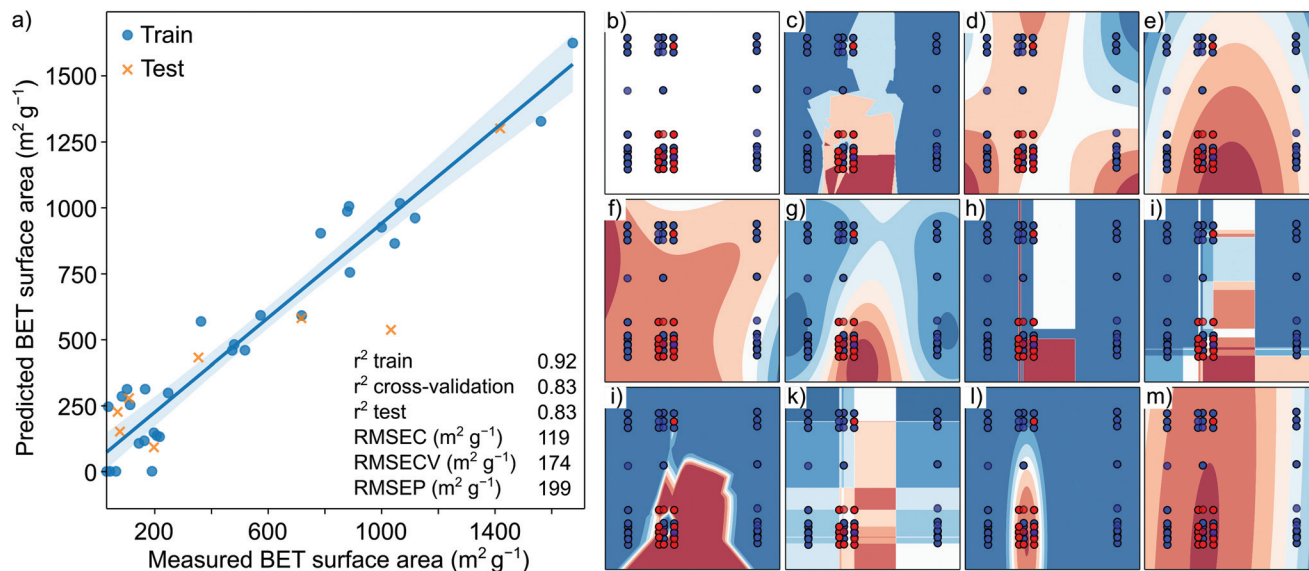 a)
Predicted BET surface area (m² g⁻¹)
Train
Test
1500
1250
1000
750
500
250
0
r² train 0.92
r² cross-validation 0.83
r² test 0.83
RMSEC (m² g⁻¹) 119
RMSECV (m² g⁻¹) 174
RMSEP (m² g⁻¹) 199
200 600 1000 1400
Measured BET surface area (m² g⁻¹)
b) c) d) e)
f) g) h) i)
i) k) l) m)